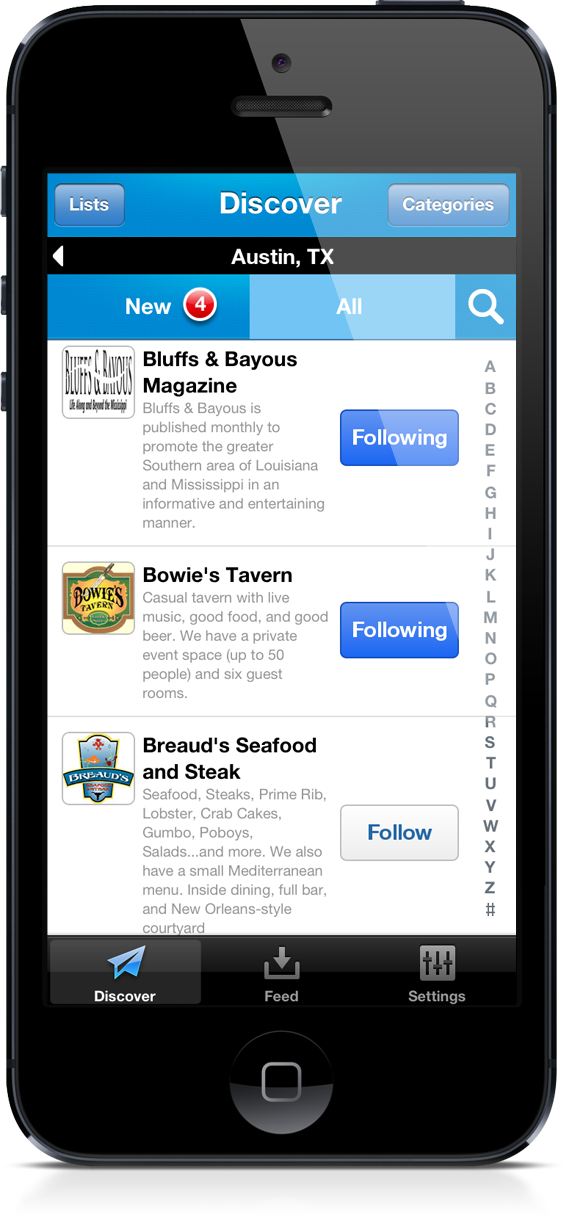 Lists
Discover
Categories
Austin, TX
New 4
All
BLUFFS & BAYOUS
Life Along and Beyond the Mississippi
Bluffs & Bayous
Magazine
Bluffs & Bayous is
published monthly to
promote the greater
Southern area of Louisiana
and Mississippi in an
informative and entertaining
manner.
Following
BOWIE'S
TAVERN
Bowie's Tavern
Casual tavern with live
music, good food, and good
beer. We have a private
event space (up to 50
people) and six guest
rooms.
Following
BREAUD'S
Breaud's Seafood
and Steak
Seafood, Steaks, Prime Rib,
Lobster, Crab Cakes,
Gumbo, Poboys,
Salads...and more. We also
have a small Mediterranean
menu. Inside dining, full bar,
and New Orleans-style
courtyard
Follow
A
B
C
D
E
F
G
H
I
J
K
L
M
N
O
P
Q
R
S
T
U
V
W
X
Y
Z
#
Discover
Feed
Settings